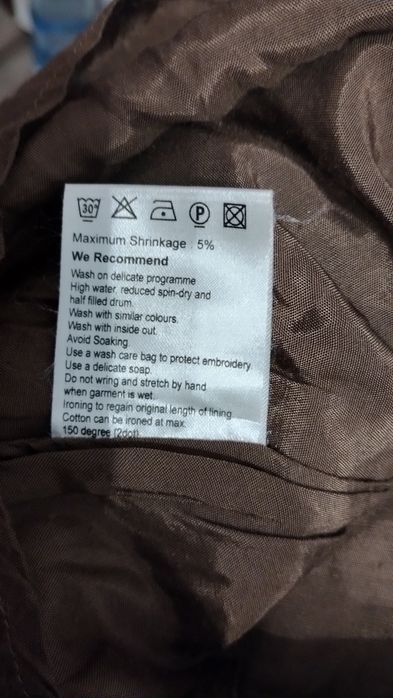 30°
P
Maximum Shrinkage : 5%
We Recommend
Wash on delicate programme
High water, reduced spin-dry and
half filled drum.
Wash with similar colours.
Wash with inside out.
Avoid Soaking.
Use a wash care bag to protect embroidery.
Use a delicate soap.
Do not wring and stretch by hand
when garment is wet.
Ironing to regain original length of lining.
Cotton can be ironed at max.
150 degree (2dot)